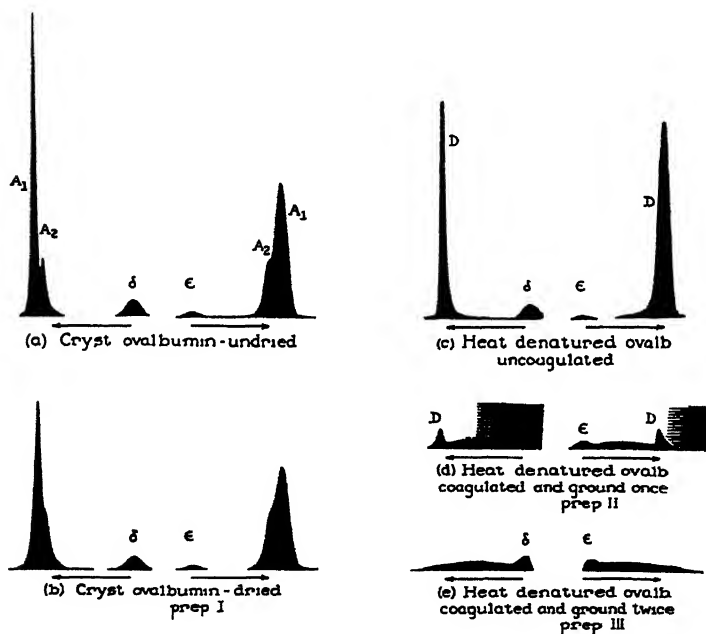 A₁
A₂
δ
ε
A₂
A₁
(a) Cryst ovalbumin-undried
δ
ε
(b) Cryst ovalbumin-dried
prep I
D
δ
ε
D
(c) Heat denatured ovalb
uncoagulated
D
ε
D
(d) Heat denatured ovalb
coagulated and ground once
prep II
δ
ε
(e) Heat denatured ovalb
coagulated and ground twice
prep III